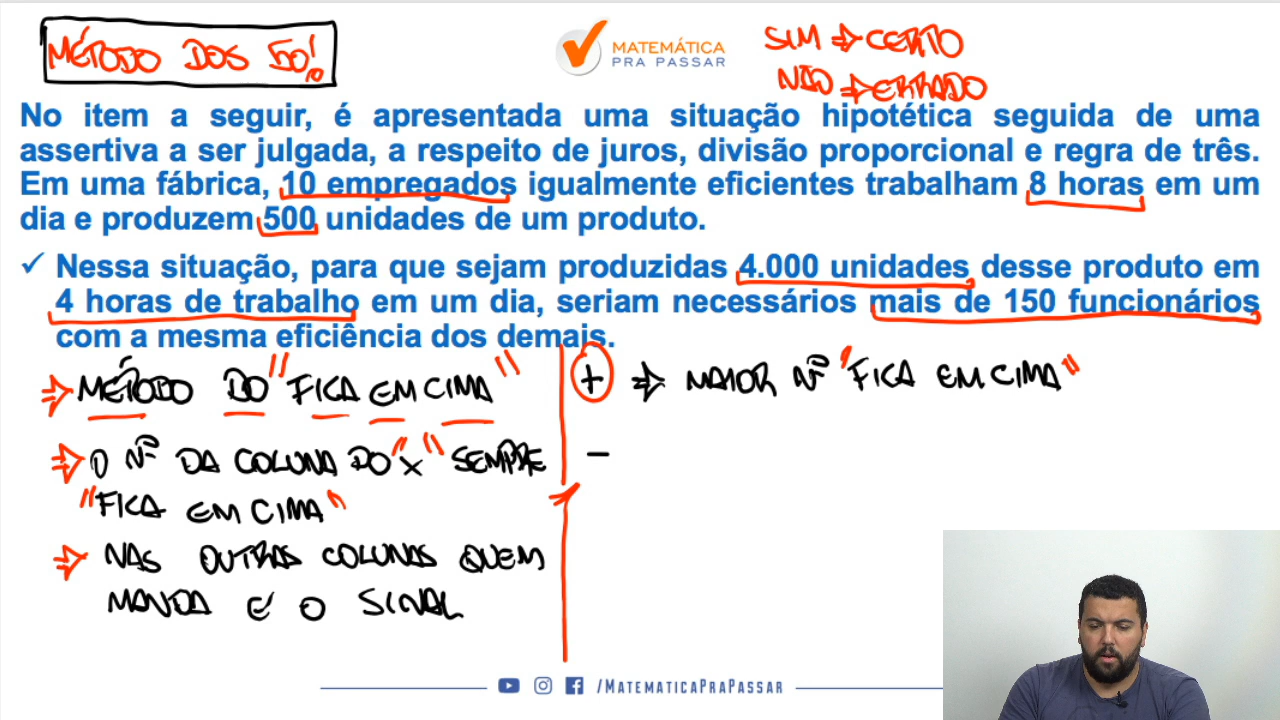 MÉTODO DOS 50!
MATEMÁTICA
PRA PASSAR
SIM ⇒ CERTO
NÃO ⇒ ERRADO
No item a seguir, é apresentada uma situação hipotética seguida de uma
assertiva a ser julgada, a respeito de juros, divisão proporcional e regra de três.
Em uma fábrica, 10 empregados igualmente eficientes trabalham 8 horas em um
dia e produzem 500 unidades de um produto.
✓ Nessa situação, para que sejam produzidas 4.000 unidades desse produto em
4 horas de trabalho em um dia, seriam necessários mais de 150 funcionários
com a mesma eficiência dos demais.
⇒ MÉTODO DO "FICA EM CIMA"
⇒ O Nº DA COLUNA DO "X" SEMPRE
"FICA EM CIMA"
⇒ NAS OUTRAS COLUNAS QUEM
MANDA É O SINAL
+ ⇒ MAIOR Nº "FICA EM CIMA"
−
/MATEMATICAPRAPASSAR